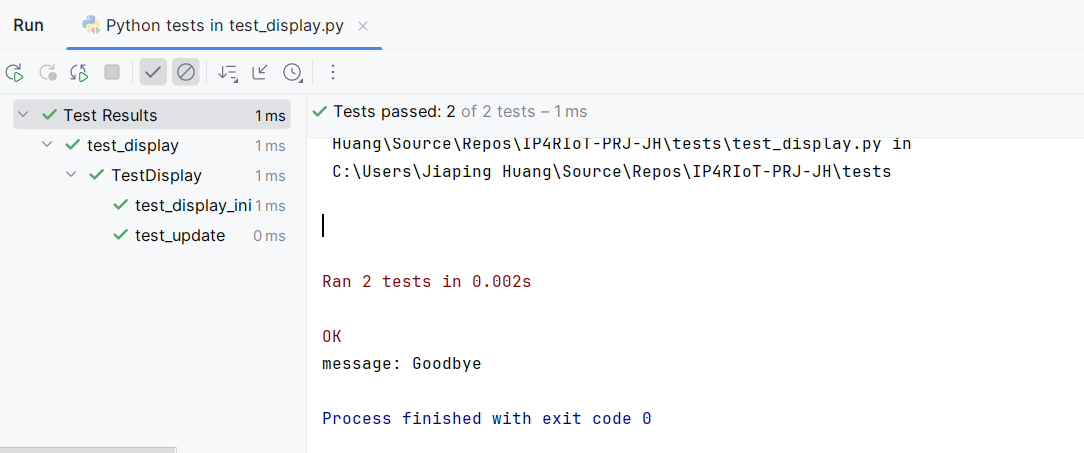 Run
Python tests in test_display.py
Test Results 1 ms
test_display 1 ms
TestDisplay 1 ms
test_display_ini 1 ms
test_update 0 ms
Tests passed: 2 of 2 tests – 1 ms
Huang\Source\Repos\IP4RIoT-PRJ-JH\tests\test_display.py in
C:\Users\Jiaping Huang\Source\Repos\IP4RIoT-PRJ-JH\tests
Ran 2 tests in 0.002s
OK
message: Goodbye
Process finished with exit code 0